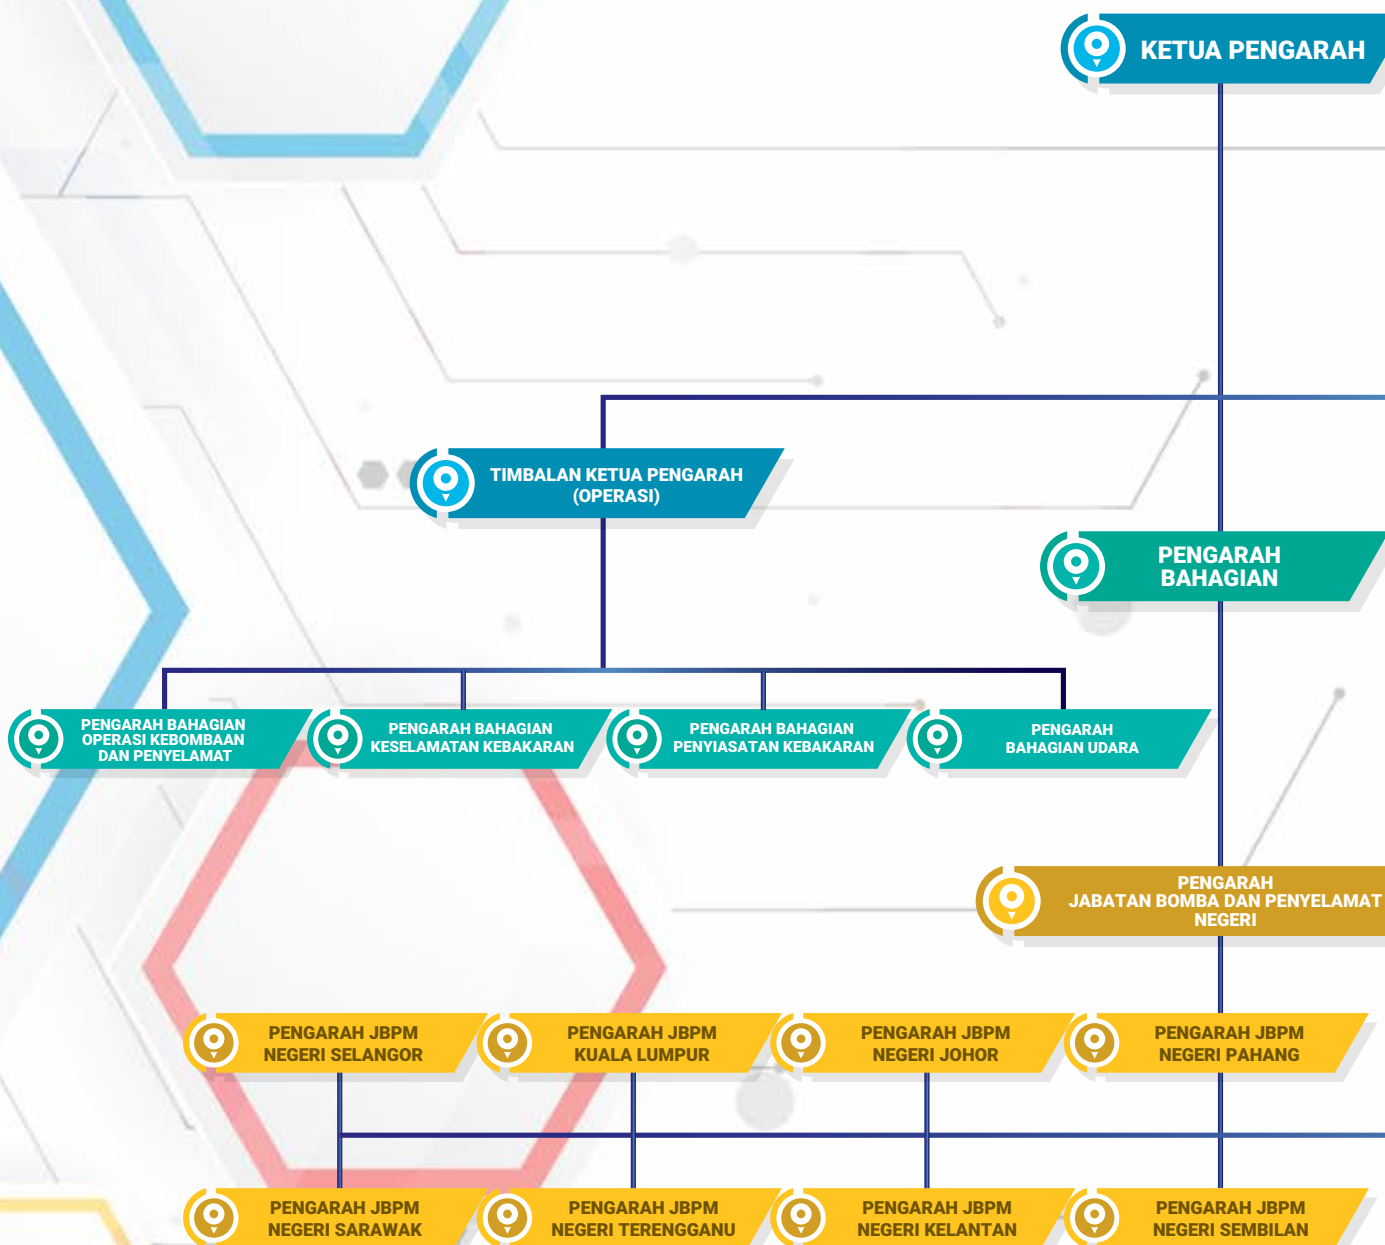 KETUA PENGARAH
TIMBALAN KETUA PENGARAH
(OPERASI)
PENGARAH
BAHAGIAN
PENGARAH BAHAGIAN
OPERASI KEBOMBAAN
DAN PENYELAMAT
PENGARAH BAHAGIAN
KESELAMATAN KEBAKARAN
PENGARAH BAHAGIAN
PENYIASATAN KEBAKARAN
PENGARAH
BAHAGIAN UDARA
PENGARAH
JABATAN BOMBA DAN PENYELAMAT
NEGERI
PENGARAH JBPM
NEGERI SELANGOR
PENGARAH JBPM
KUALA LUMPUR
PENGARAH JBPM
NEGERI JOHOR
PENGARAH JBPM
NEGERI PAHANG
PENGARAH JBPM
NEGERI SARAWAK
PENGARAH JBPM
NEGERI TERENGGANU
PENGARAH JBPM
NEGERI KELANTAN
PENGARAH JBPM
NEGERI SEMBILAN